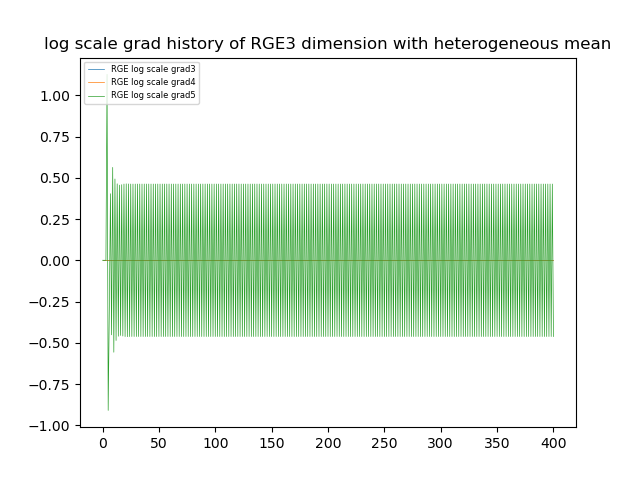 log scale grad history of RGE3 dimension with heterogeneous mean
RGE log scale grad3
RGE log scale grad4
RGE log scale grad5
1.00
0.75
0.50
0.25
0.00
−0.25
−0.50
−0.75
−1.00
0 50 100 150 200 250 300 350 400